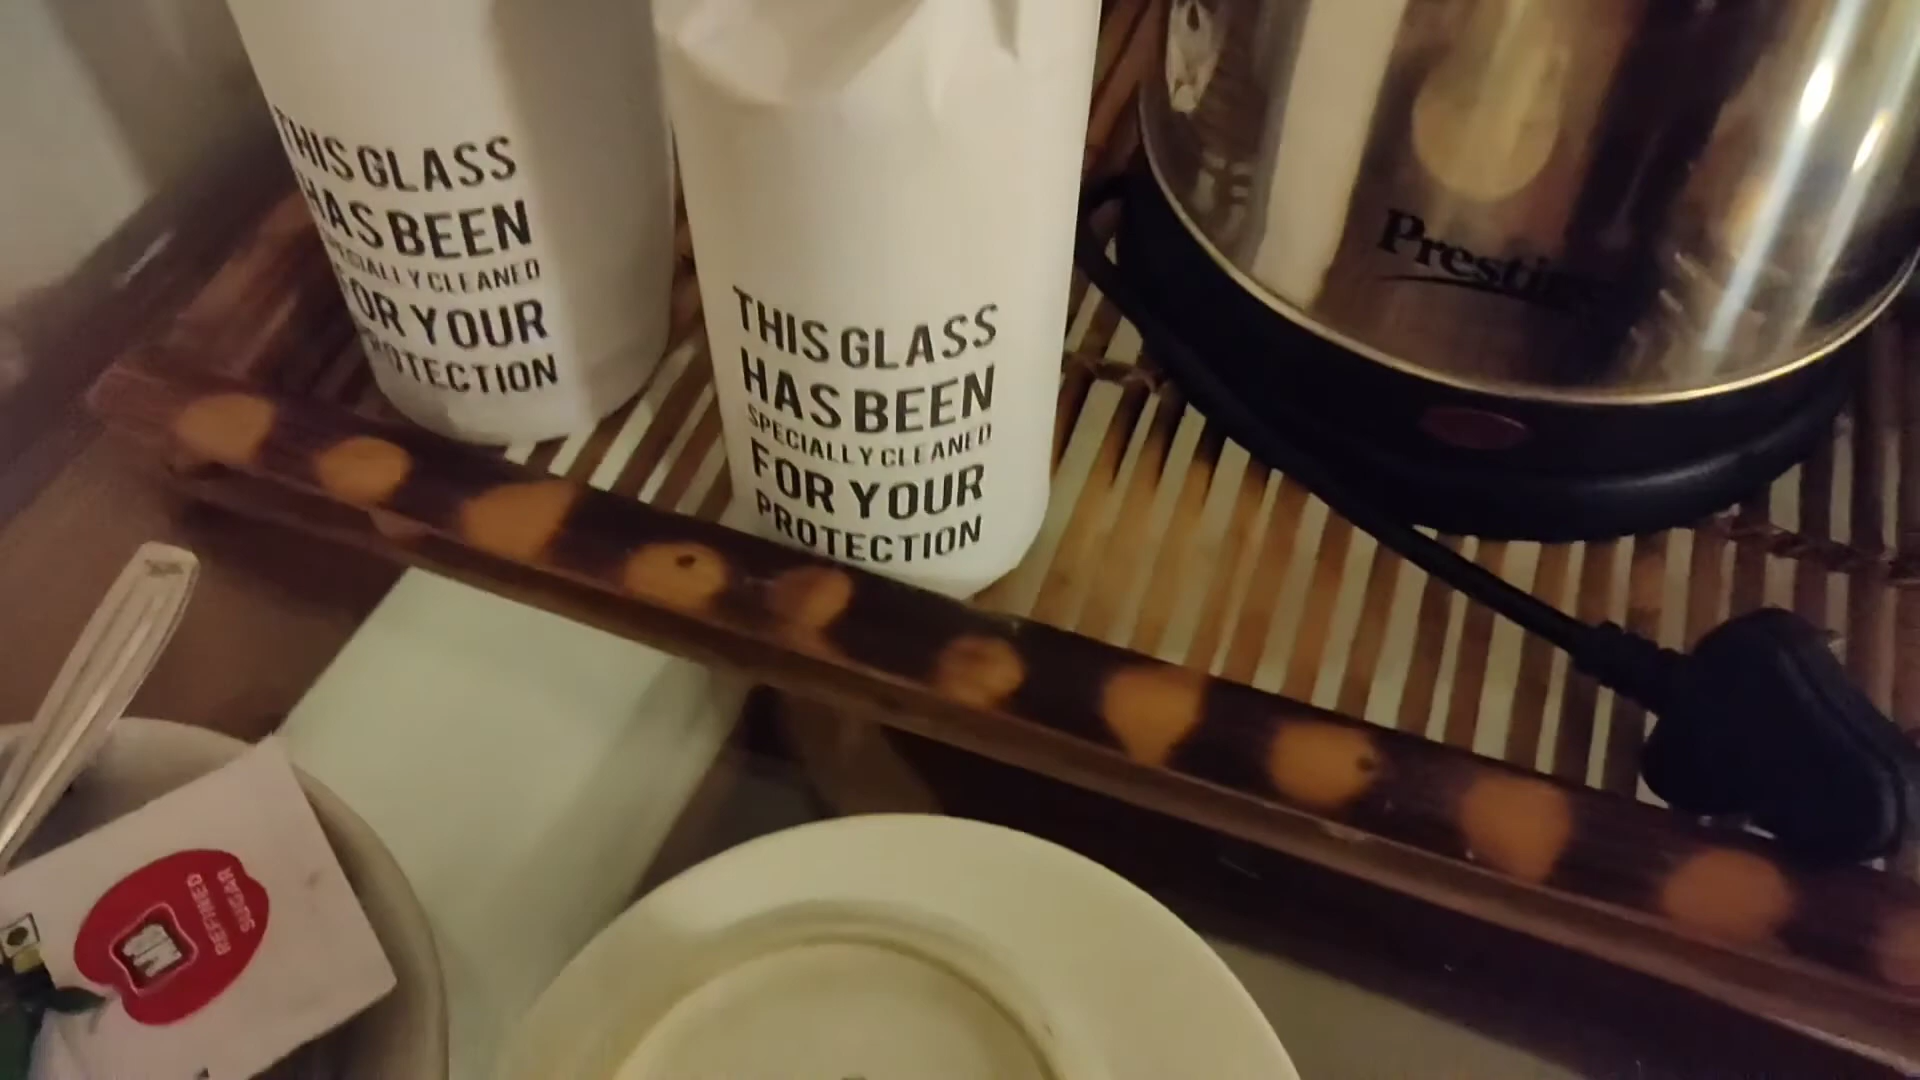 THIS GLASS
HAS BEEN
SPECIALLY CLEANED
FOR YOUR
PROTECTION
THIS GLASS
HAS BEEN
SPECIALLY CLEANED
FOR YOUR
PROTECTION
Prestige
REFINED
SUGAR